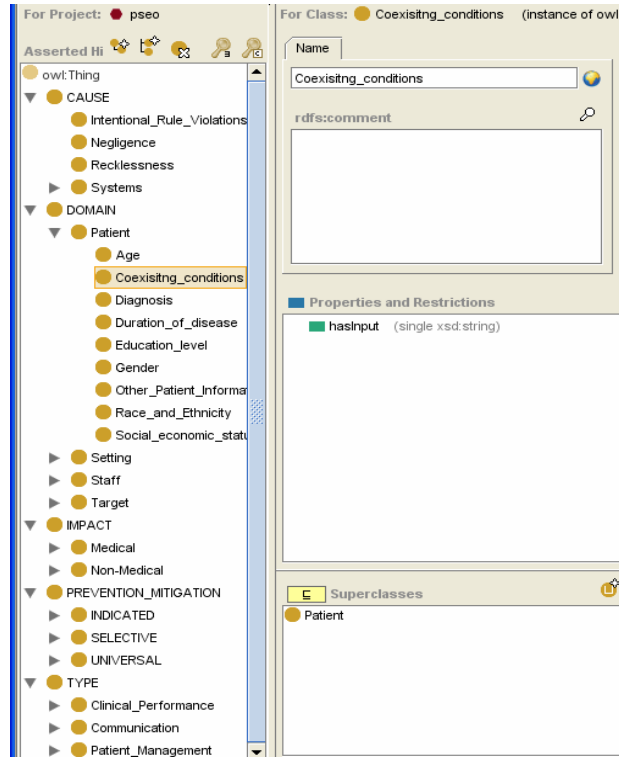 For Project: pseo
Asserted Hi
owl:Thing
CAUSE
Intentional_Rule_Violations
Negligence
Recklessness
Systems
DOMAIN
Patient
Age
Coexisitng_conditions
Diagnosis
Duration_of_disease
Education_level
Gender
Other_Patient_Informa
Race_and_Ethnicity
Social_economic_statu
Setting
Staff
Target
IMPACT
Medical
Non-Medical
PREVENTION_MITIGATION
INDICATED
SELECTIVE
UNIVERSAL
TYPE
Clinical_Performance
Communication
Patient_Management
For Class: Coexisitng_conditions (instance of owl
Name
Coexisitng_conditions
rdfs:comment
Properties and Restrictions
hasInput (single xsd:string)
Superclasses
Patient